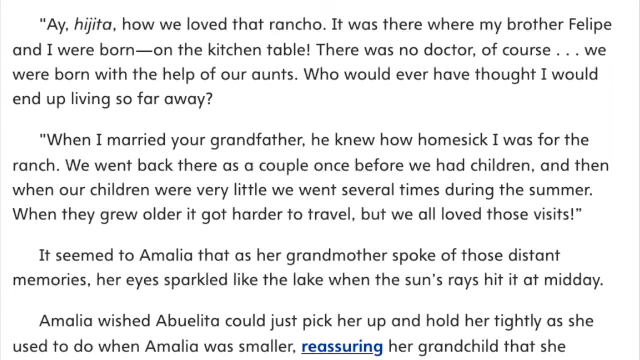 "Ay, hijita, how we loved that rancho. It was there where my brother Felipe
and I were born—on the kitchen table! There was no doctor, of course . . . we
were born with the help of our aunts. Who would ever have thought I would
end up living so far away?
"When I married your grandfather, he knew how homesick I was for the
ranch. We went back there as a couple once before we had children, and then
when our children were very little we went several times during the summer.
When they grew older it got harder to travel, but we all loved those visits!”
It seemed to Amalia that as her grandmother spoke of those distant
memories, her eyes sparkled like the lake when the sun’s rays hit it at midday.
Amalia wished Abuelita could just pick her up and hold her tightly as she
used to do when Amalia was smaller, reassuring her grandchild that she